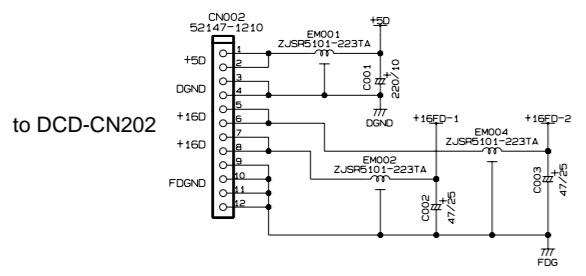 CN002
52147-1210
+5D
EM001
ZJSR5101-223TA
1
+5D
2
3
DGND
4
C001
220/10
+
DGND
5
+16D
6
to DCD-CN202
+16FD-1
+16FD-2
7
+16D
8
EM004
ZJSR5101-223TA
9
EM002
ZJSR5101-223TA
10
FDGND
11
12
C002
47/25
+
C003
47/25
+
FDG